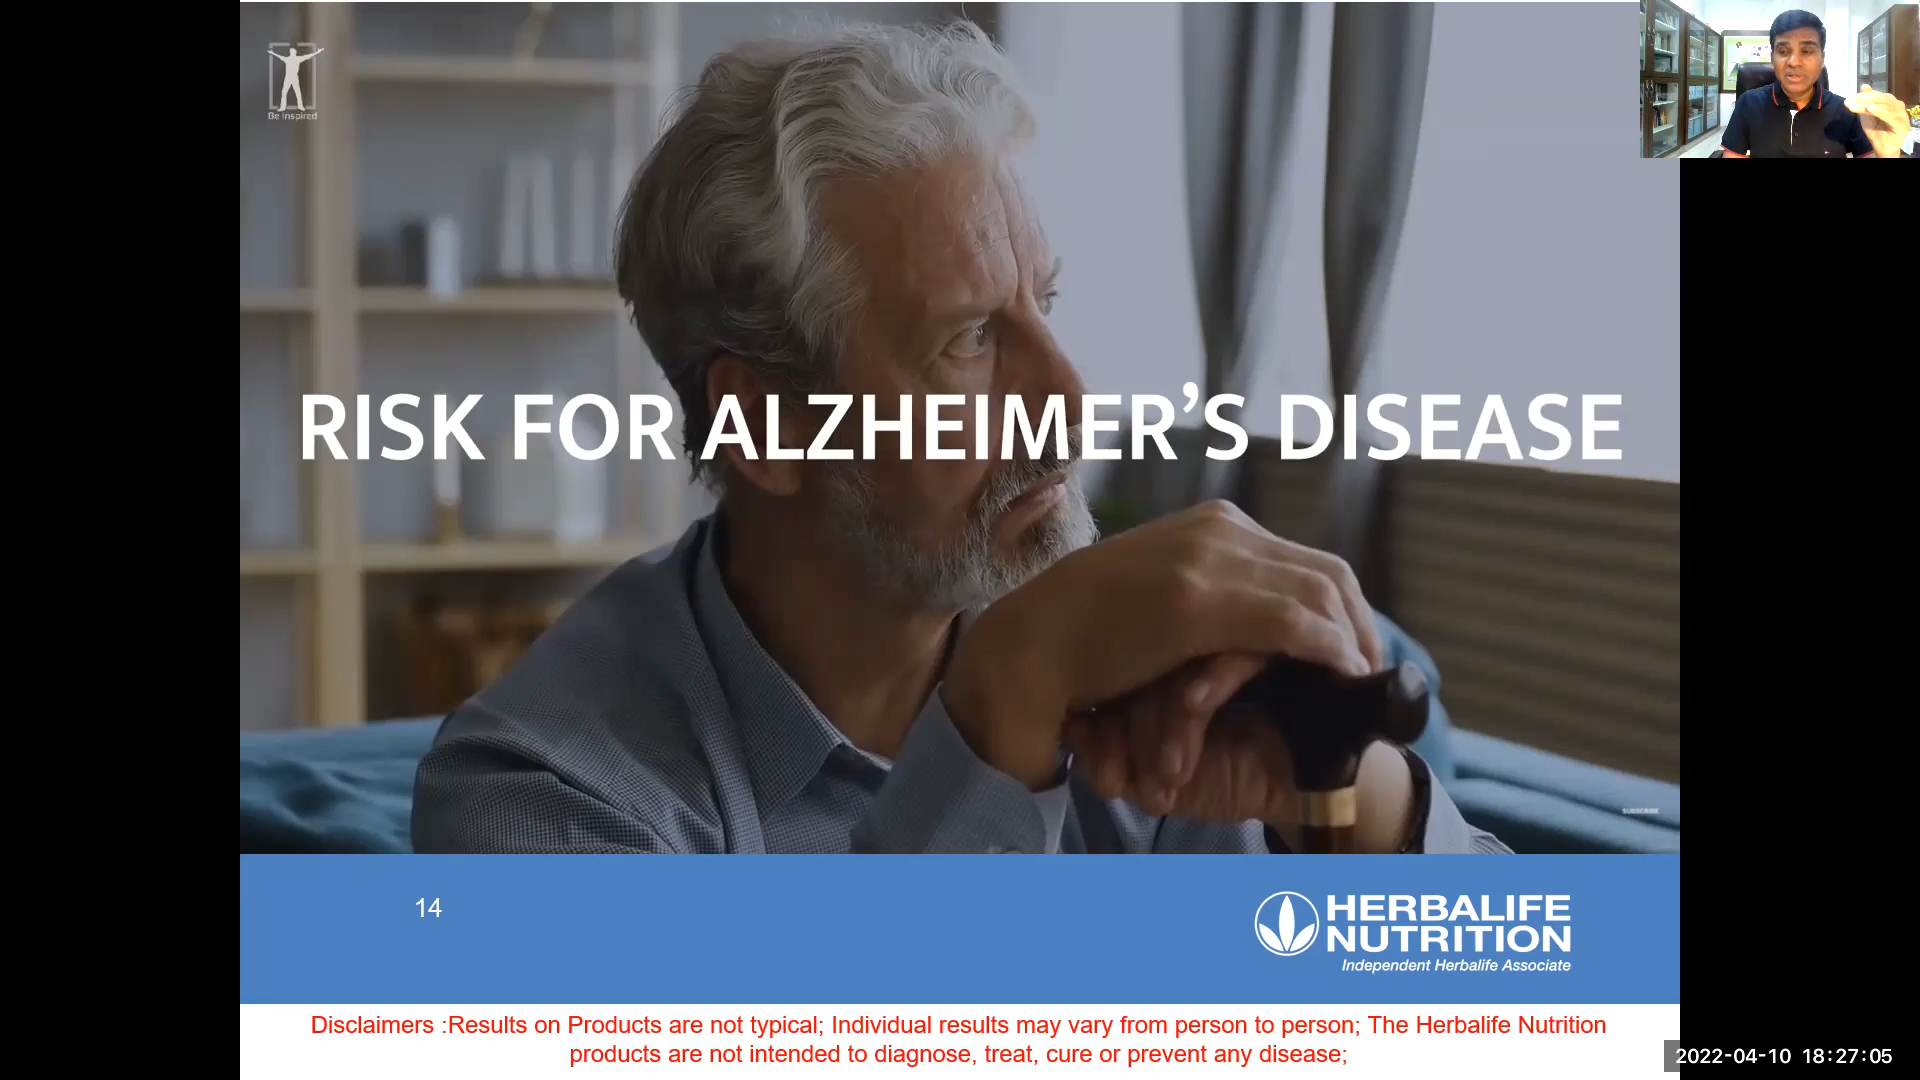 Be Inspired
RISK FOR ALZHEIMER’S DISEASE
SUBSCRIBE
14
HERBALIFE
NUTRITION
Independent Herbalife Associate
Disclaimers :Results on Products are not typical; Individual results may vary from person to person; The Herbalife Nutrition
products are not intended to diagnose, treat, cure or prevent any disease;
2022-04-10 18:27:05